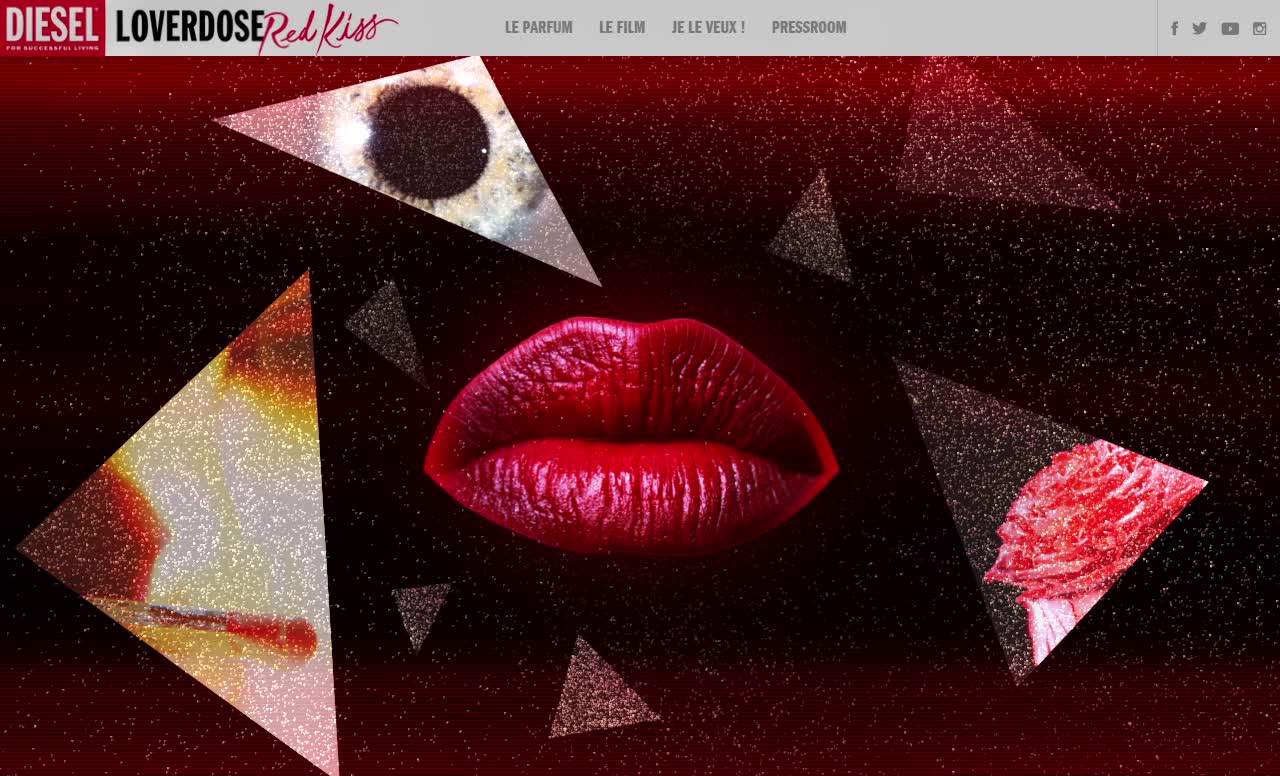 DIESEL
FOR SUCCESSFUL LIVING
LOVERDOSE Red Kiss
LE PARFUM LE FILM JE LE VEUX ! PRESSROOM